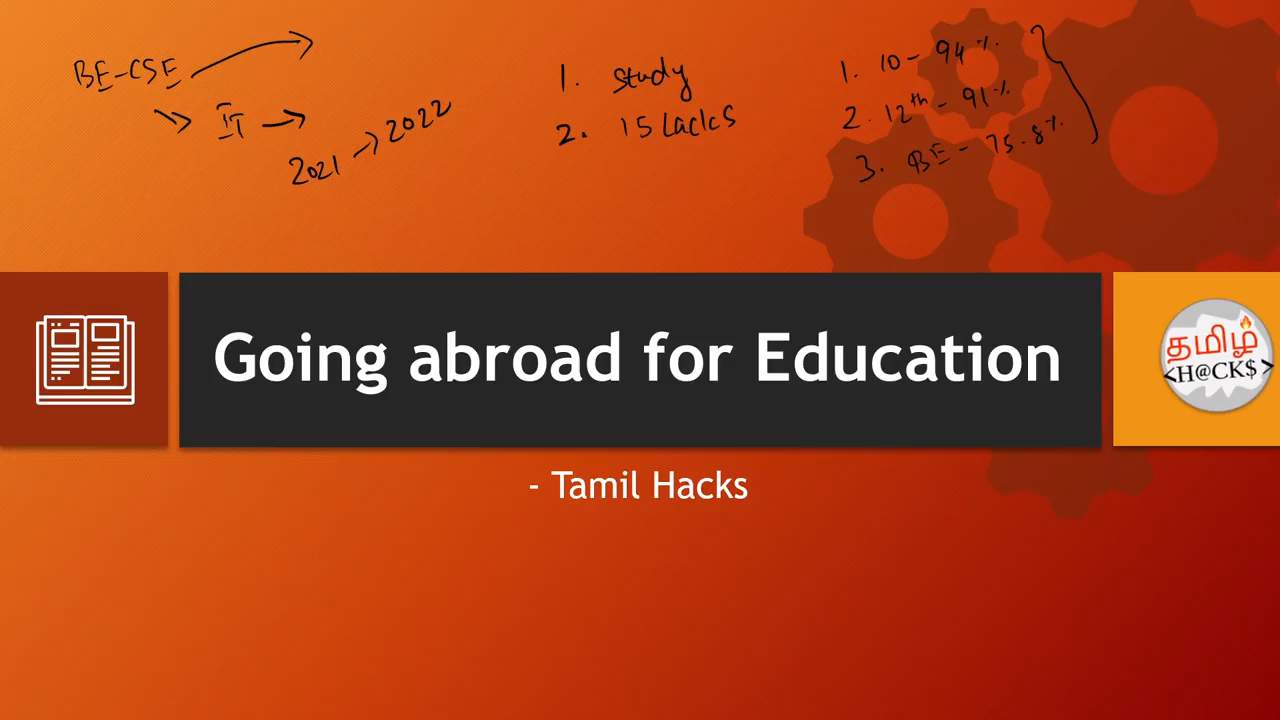 BE-CSE
IT
2021 → 2022
1. study
2. 15 Lacks
1. 10 - 94 %
2. 12th - 91 %
3. BE - 75.8 %
Going abroad for Education
தமிழ்
<H@CK$>
- Tamil Hacks